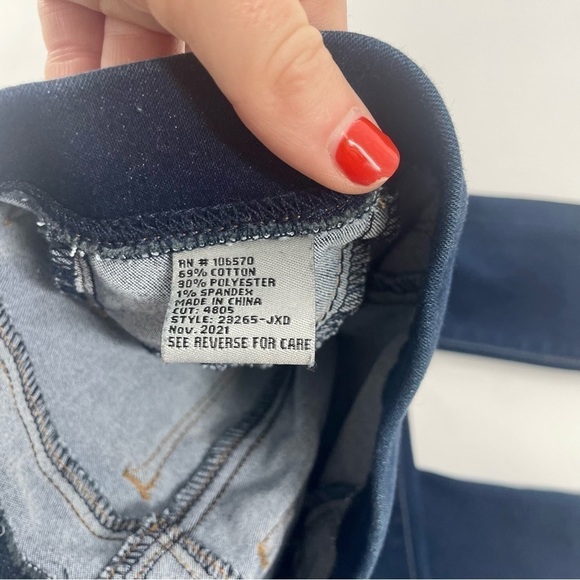 RN # 106570
69% COTTON
30% POLYESTER
1% SPANDEX
MADE IN CHINA
CUT: 4805
STYLE: 23265-JXD
NOV. 2021
SEE REVERSE FOR CARE